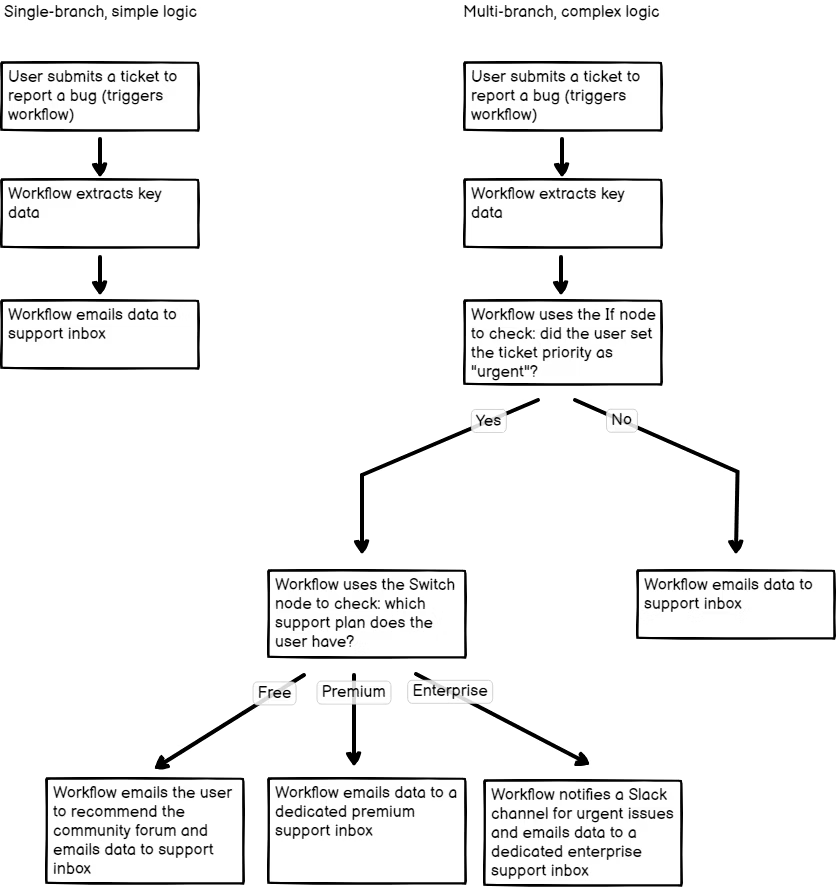 Single-branch, simple logic
User submits a ticket to
report a bug (triggers
workflow)
Workflow extracts key
data
Workflow emails data to
support inbox
Multi-branch, complex logic
User submits a ticket to
report a bug (triggers
workflow)
Workflow extracts key
data
Workflow uses the If node
to check: did the user set
the ticket priority as
"urgent"?
Yes
No
Workflow uses the Switch
node to check: which
support plan does the
user have?
Workflow emails data to
support inbox
Free
Premium
Enterprise
Workflow emails the user
to recommend the
community forum and
emails data to support
inbox
Workflow emails data to a
dedicated premium
support inbox
Workflow notifies a Slack
channel for urgent issues
and emails data to a
dedicated enterprise
support inbox